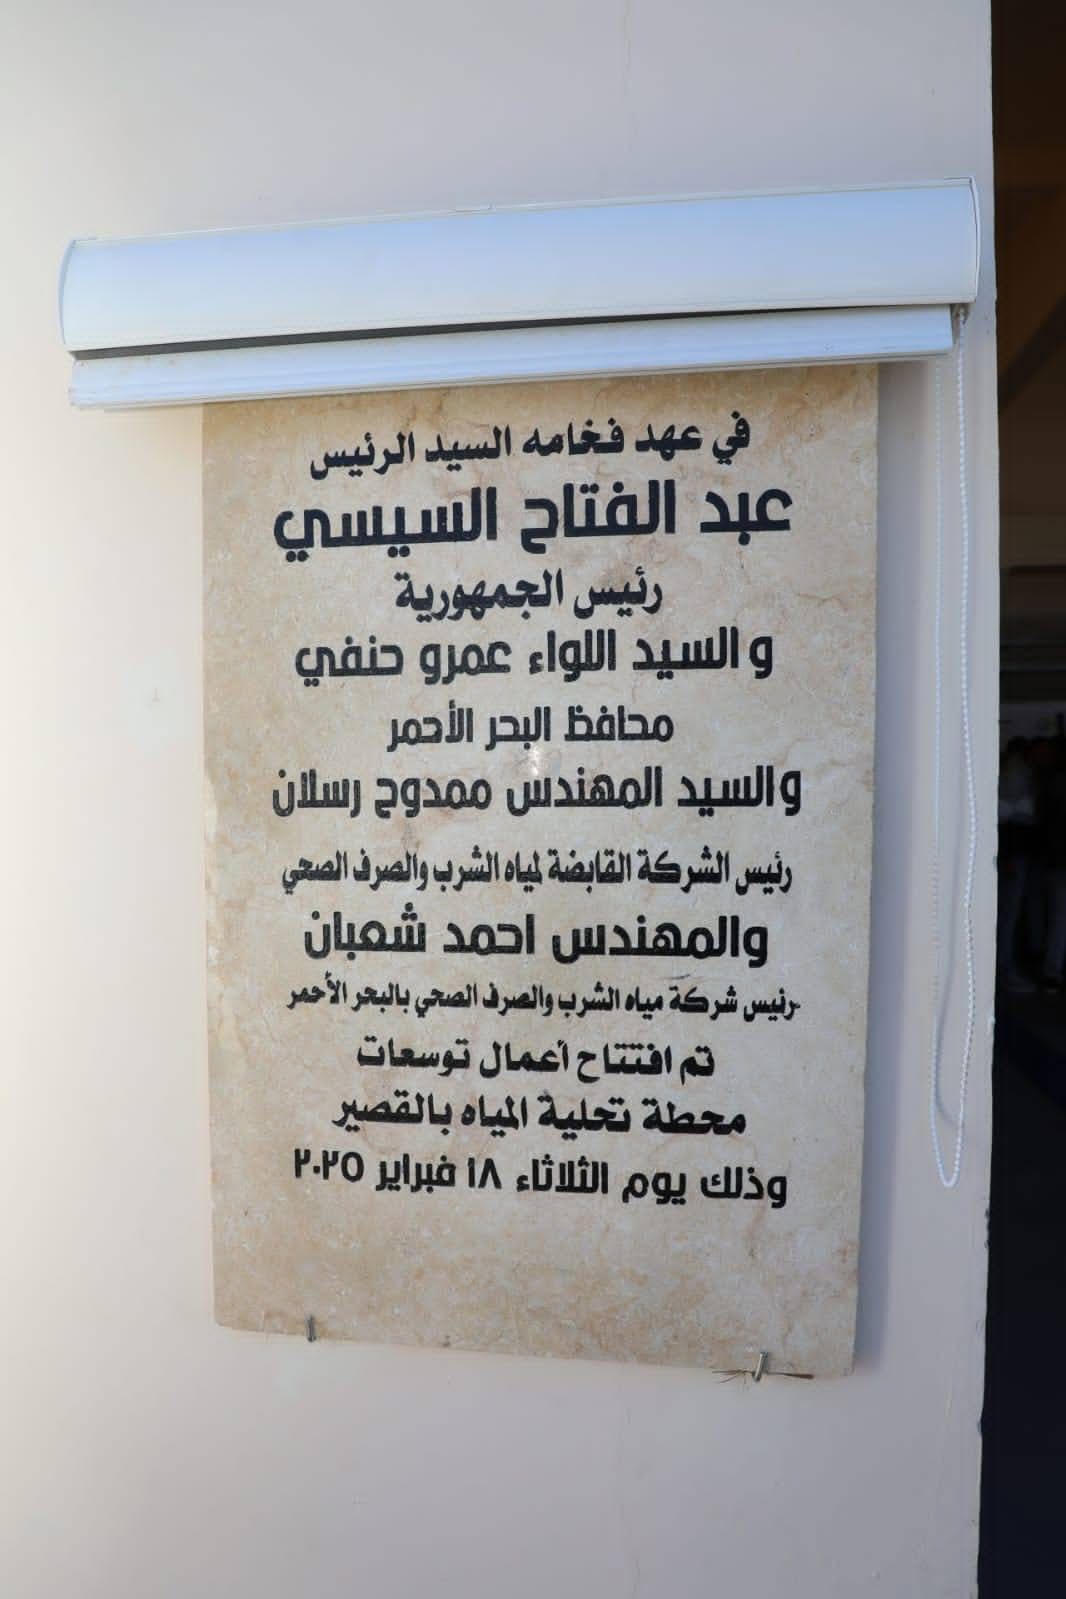 في عهد فخامه السيد الرئيس
عبد الفتاح السيسي
رئيس الجمهورية
والسيد اللواء عمرو حنفي
محافظ البحر الأحمر
والسيد المهندس ممدوح رسلان
رئيس الشركة القابضة لمياه الشرب والصرف الصحي
والمهندس احمد شعبان
رئيس شركة مياه الشرب والصرف الصحي بالبحر الأحمر
تم افتتاح أعمال توسعات
محطة تحلية المياه بالقصير
وذلك يوم الثلاثاء ١٨ فبراير ٢٠٢٥